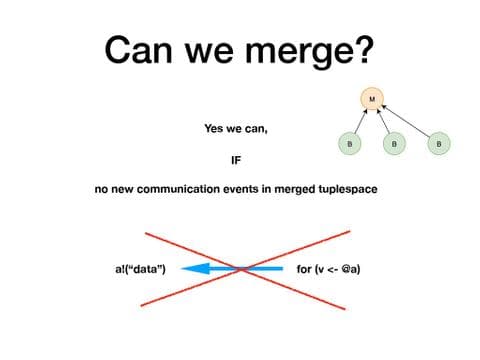 Can we merge?
M
Yes we can,
B
B
B
IF
no new communication events in merged tuplespace
a!("data")
for (v <- @a)